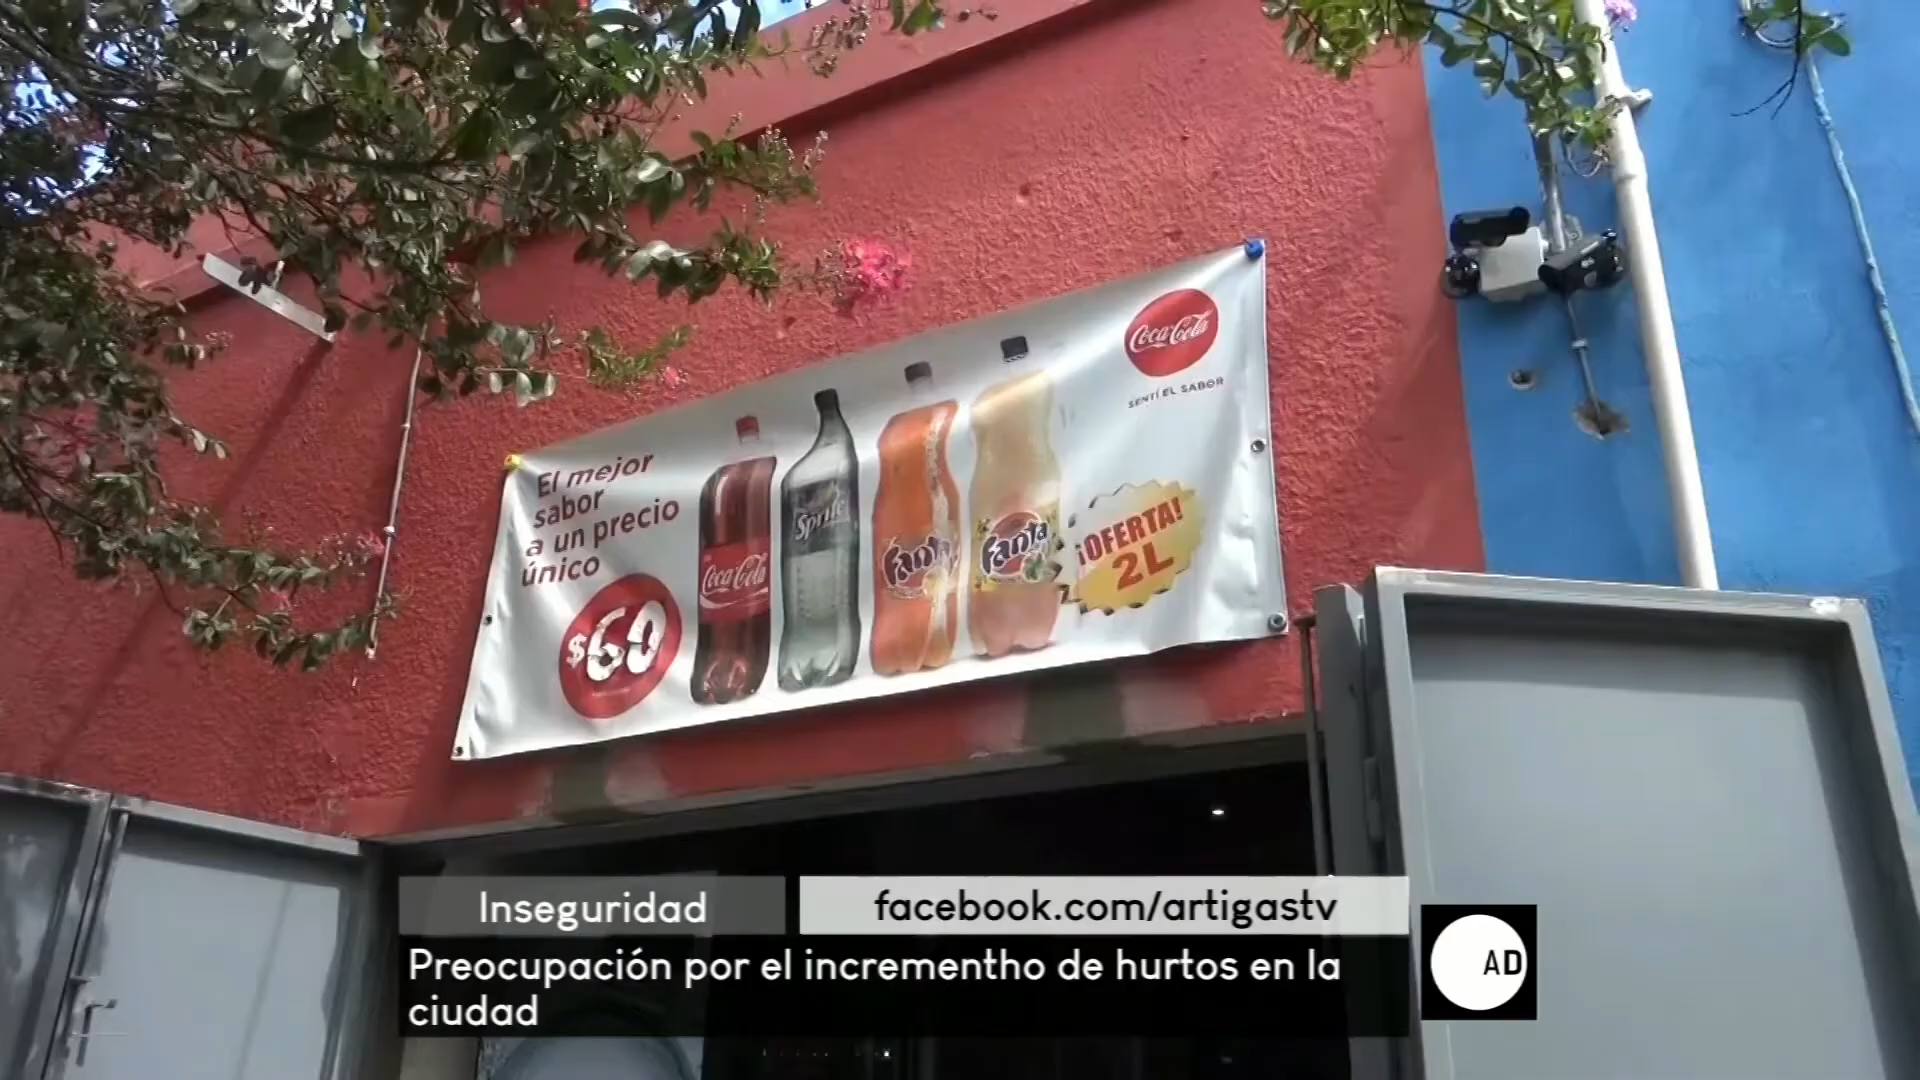 Coca-Cola
SENTÍ EL SABOR
El mejor
sabor
a un precio
único
$60
Coca-Cola
Sprite
Fanta
Fanta
¡OFERTA!
2L
Inseguridad
facebook.com/artigastv
Preocupación por el incrementho de hurtos en la
ciudad
AD